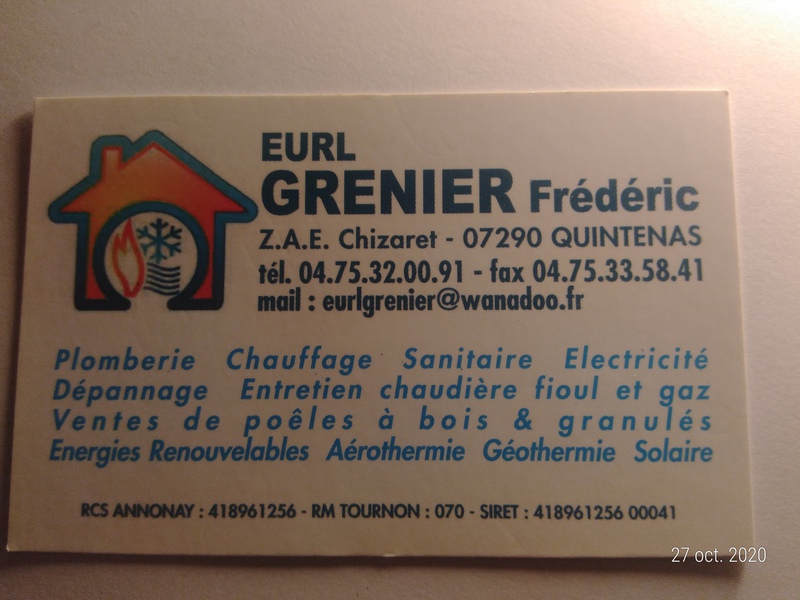 EURL
GRENIER Frédéric
Z.A.E. Chizaret - 07290 QUINTENAS
tél. 04.75.32.00.91 - fax 04.75.33.58.41
mail : eurlgrenier@wanadoo.fr
Plomberie Chauffage Sanitaire Electricité
Dépannage Entretien chaudière fioul et gaz
Ventes de poêles à bois & granulés
Energies Renouvelables Aérothermie Géothermie Solaire
RCS ANNONAY : 418961256 - RM TOURNON : 070 - SIRET : 418961256 00041
27 oct. 2020